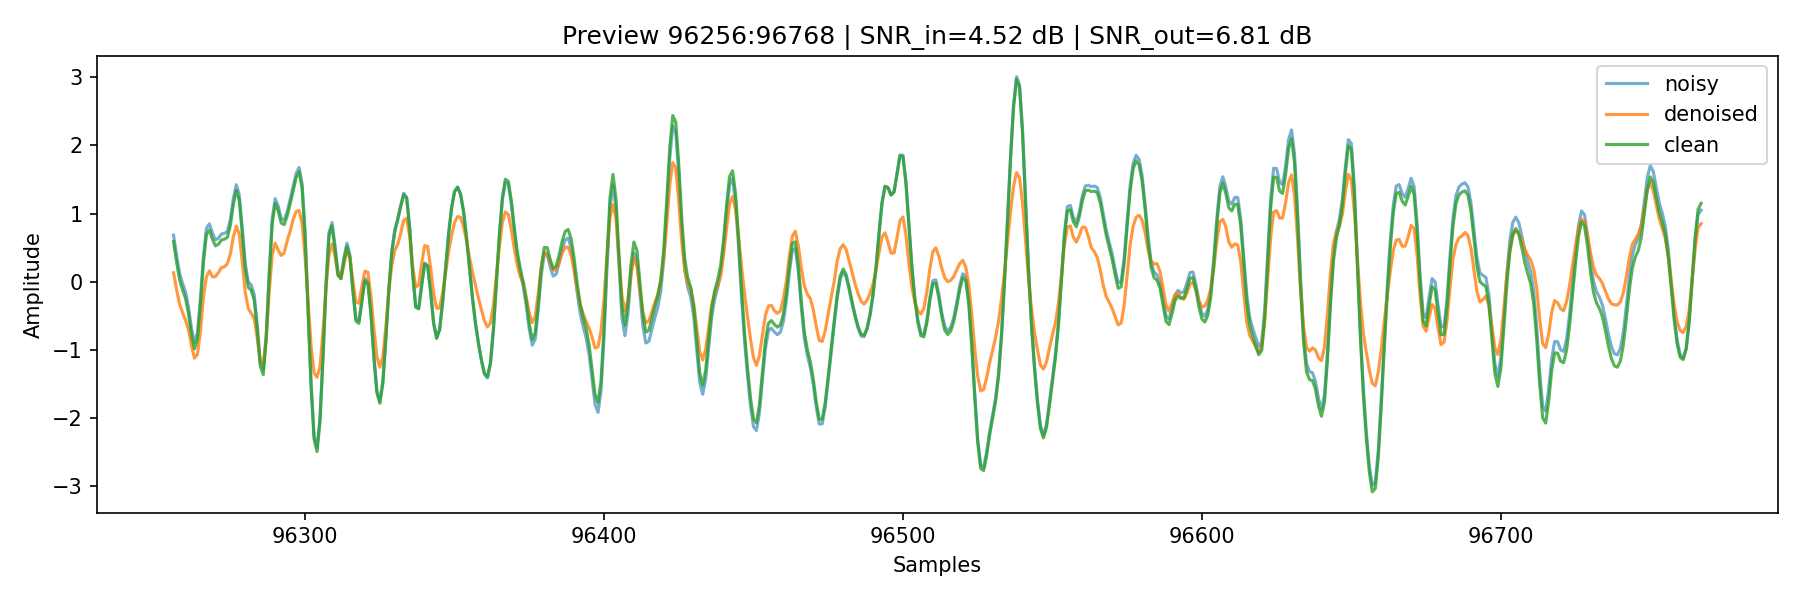 Preview 96256:96768 | SNR_in=4.52 dB | SNR_out=6.81 dB
noisy
denoised
clean
Amplitude
3
2
1
0
−1
−2
−3
96300 96400 96500 96600 96700
Samples